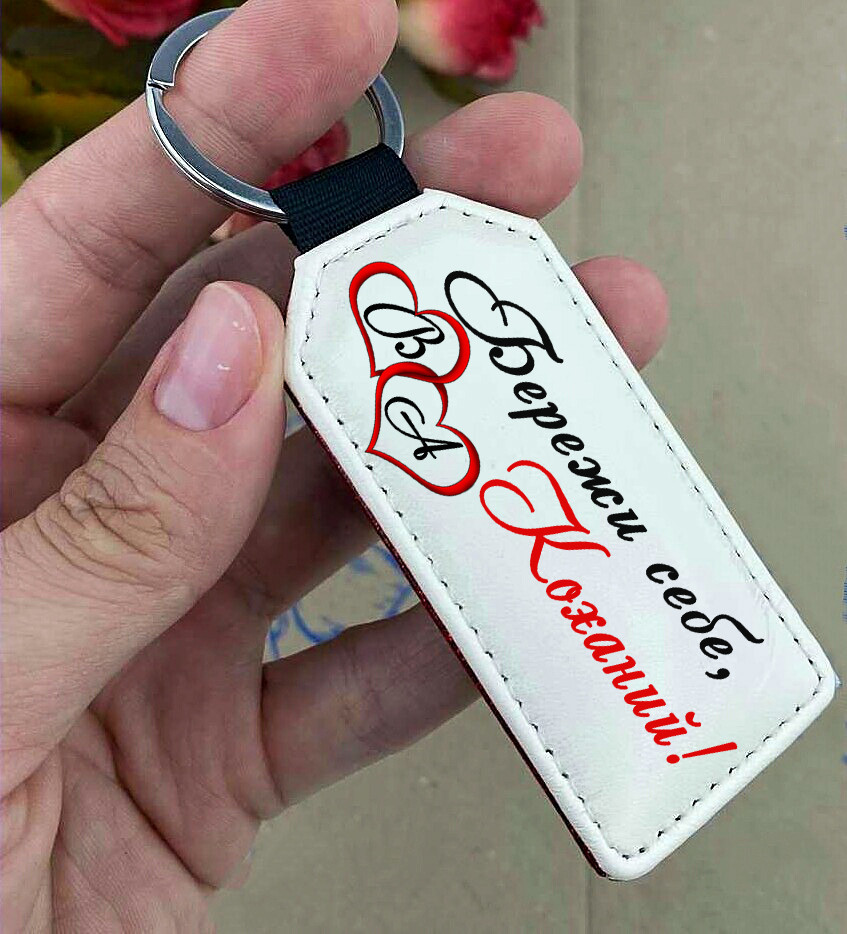 В
А
Бережи себе,
Коханий!